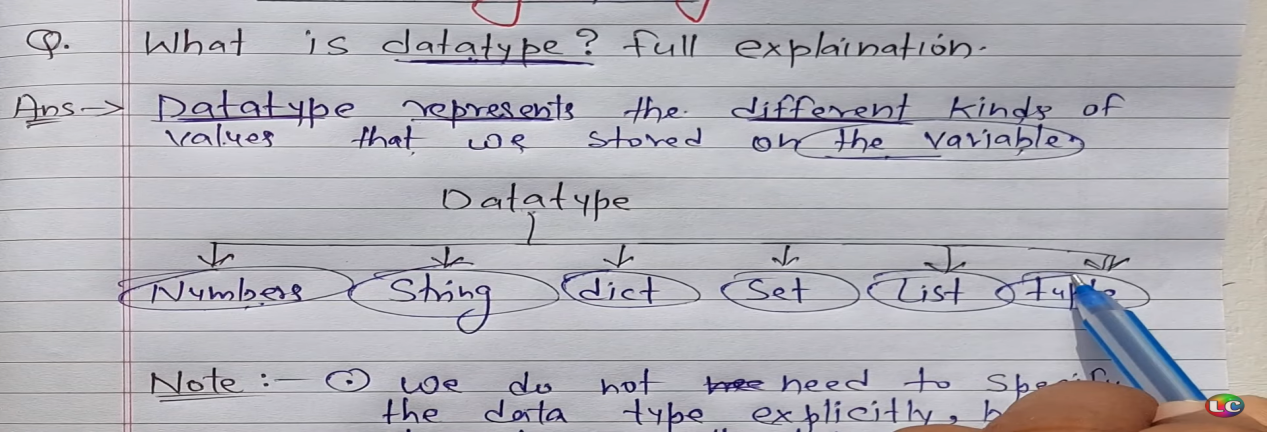 Q. What is datatype? full explaination.
Ans → Datatype represents the different kinds of
values that we stored on the variable
Datatype
Numbers String dict Set List
Note :- we do not need to
the data type explicitly,
LC